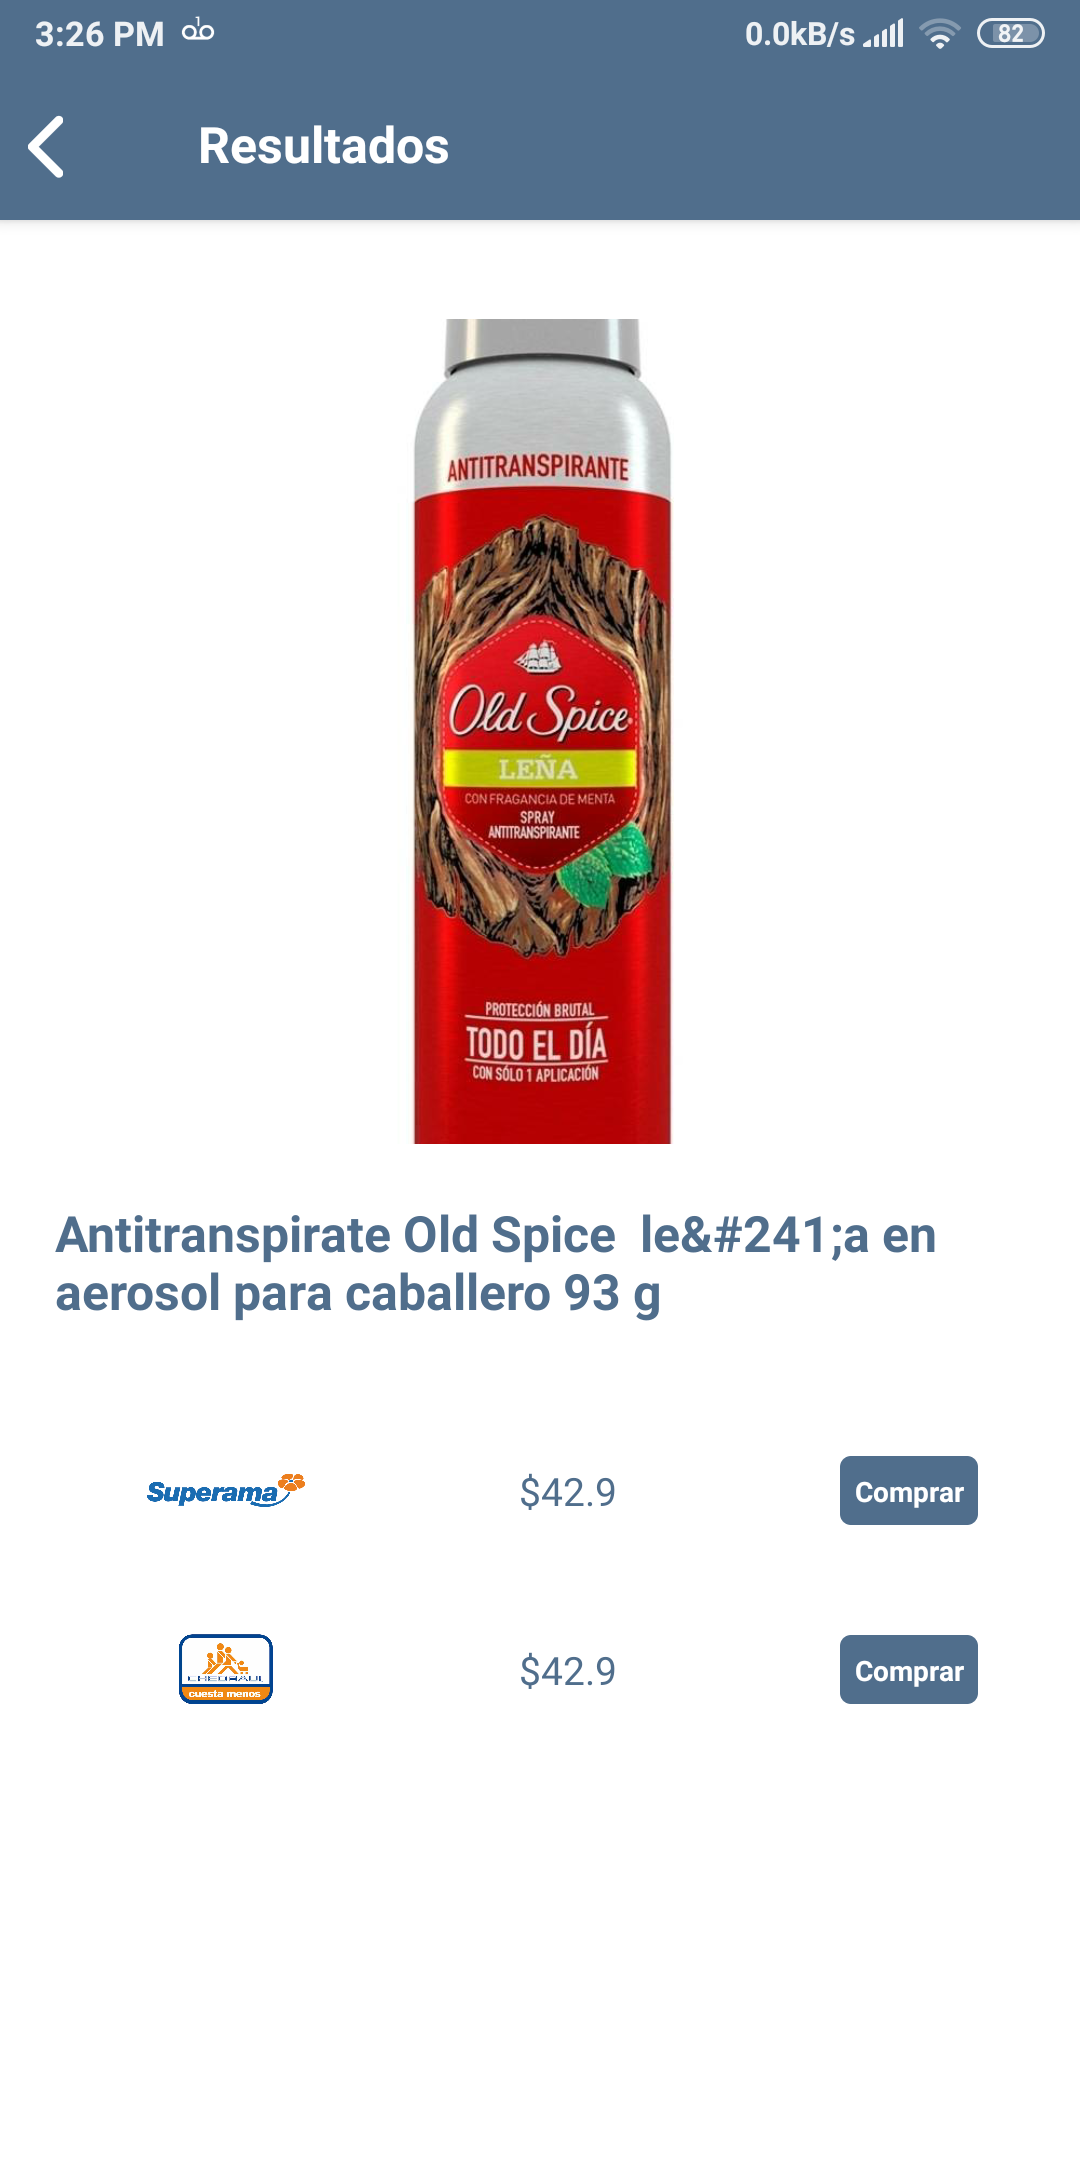 3:26 PM
0.0kB/s
82
Resultados
ANTITRANSPIRANTE
Old Spice
LEÑA
CON FRAGANCIA DE MENTA
SPRAY
ANTITRANSPIRANTE
PROTECCIÓN BRUTAL
TODO EL DÍA
CON SÓLO 1 APLICACIÓN
Antitranspirate Old Spice  le&#241;a en
aerosol para caballero 93 g
Superama
$42.9
Comprar
CHEDRAUI
cuesta menos
$42.9
Comprar